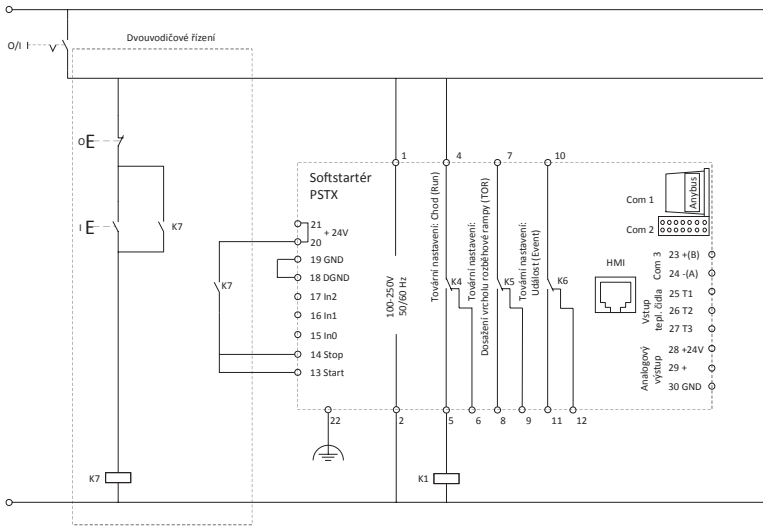 Dvouvodičové řízení
O/I
O
I
K7
K7
K7
Softstartér
PSTX
1
4
7
10
21
+ 24V
20
19 GND
18 DGND
17 In2
16 In1
15 In0
14 Stop
13 Start
22
100-250V
50/60 Hz
Tovární nastavení: Chod (Run)
K4
Tovární nastavení:
Dosažení vrcholu rozběhové rampy (TOR)
K5
Tovární nastavení:
Událost (Event)
K6
HMI
Com 1
Anybus
Com 2
Com 3
23 +(B)
24 -(A)
Vstup
tepl. čidla
25 T1
26 T2
27 T3
Analogový
výstup
28 +24V
29 +
30 GND
2
5
6
8
9
11
12
K1